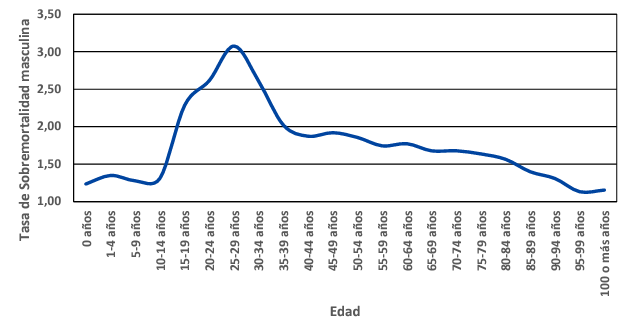 Tasa de Sobremortalidad masculina
3,50
3,00
2,50
2,00
1,50
1,00
0 años
1-4 años
5-9 años
10-14 años
15-19 años
20-24 años
25-29 años
30-34 años
35-39 años
40-44 años
45-49 años
50-54 años
55-59 años
60-64 años
65-69 años
70-74 años
75-79 años
80-84 años
85-89 años
90-94 años
95-99 años
100 o más años
Edad